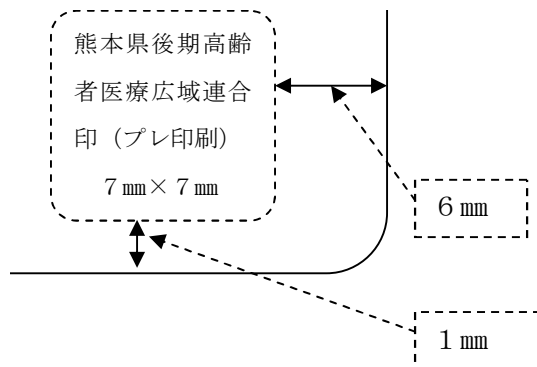 熊本県後期高齢
者医療広域連合
印（プレ印刷）
７㎜×７㎜
６㎜
１㎜